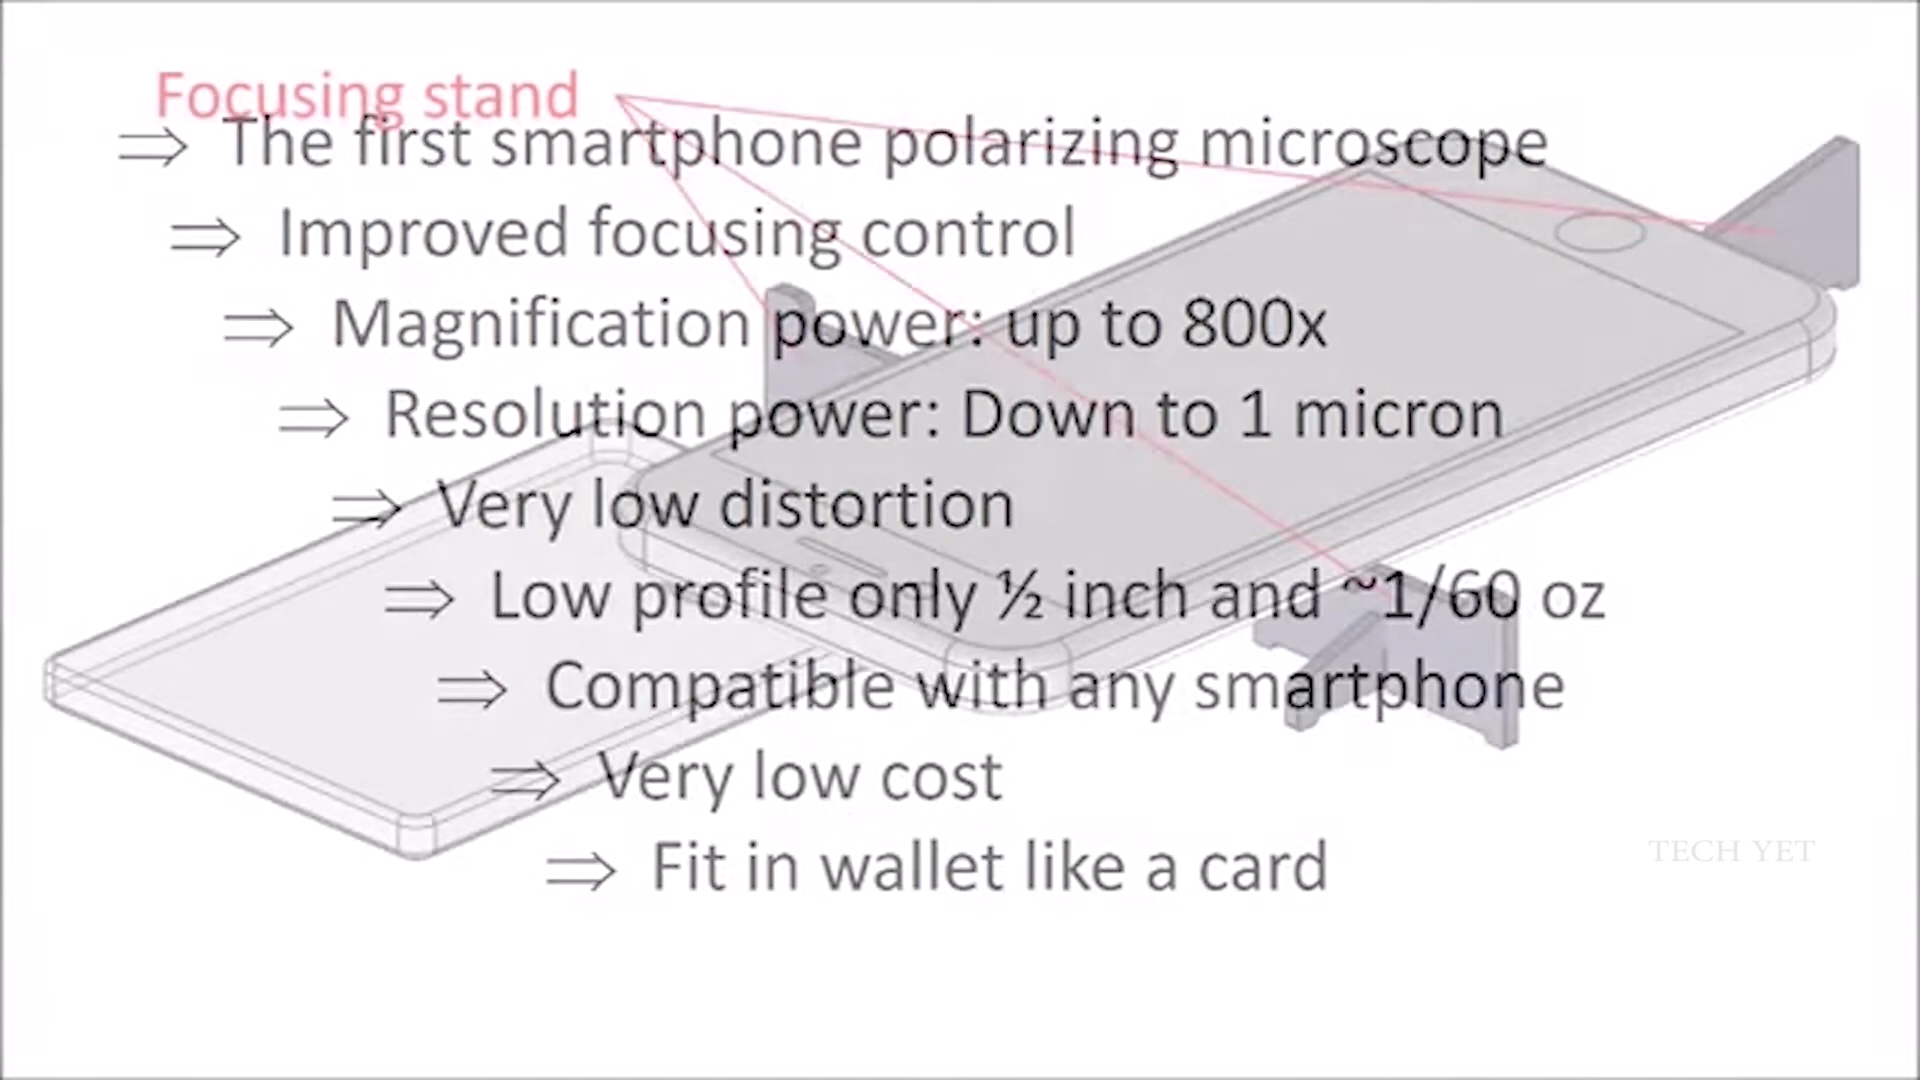 Focusing stand
⇒ The first smartphone polarizing microscope
⇒ Improved focusing control
⇒ Magnification power: up to 800x
⇒ Resolution power: Down to 1 micron
⇒ Very low distortion
⇒ Low profile only ½ inch and ~1/60 oz
⇒ Compatible with any smartphone
⇒ Very low cost
⇒ Fit in wallet like a card
TECH YET